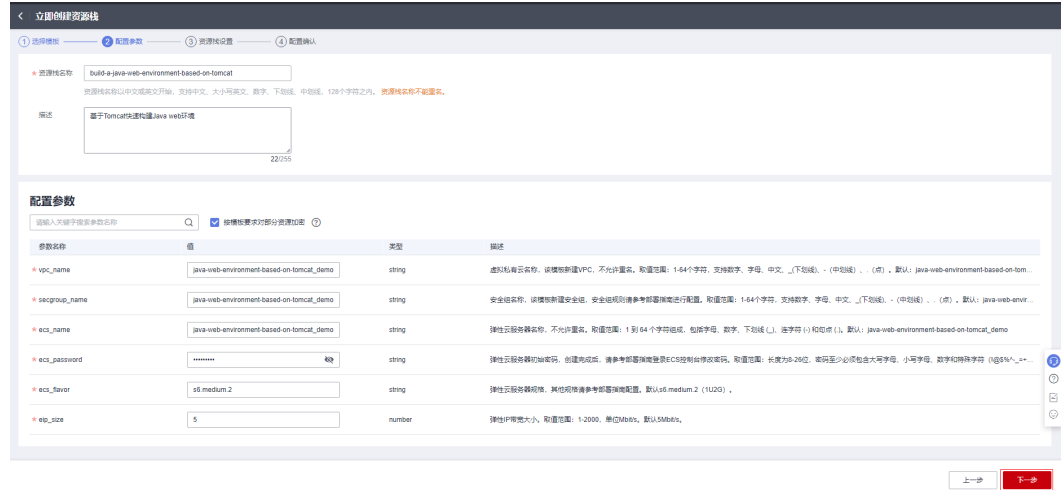 立即创建资源栈
1 选择模板 2 配置参数 3 资源栈设置 4 配置确认
* 资源栈名称 build-a-java-web-environment-based-on-tomcat
资源栈名称以中文或英文开始，支持中文、大小写英文、数字、下划线、中划线，128个字符之内。 资源栈名称不能重名。
描述 基于Tomcat快速构建Java web环境
22/255
配置参数
请输入关键字搜索参数名称 按模板要求对部分资源加密
参数名称 值 类型 描述
* vpc_name java-web-environment-based-on-tomcat_demo string 虚拟私有云名称，该模板新建VPC，不允许重名。取值范围：1-64个字符，支持数字、字母、中文、_(下划线)、-（中划线）、.（点）。默认：java-web-environment-based-on-tom...
* secgroup_name java-web-environment-based-on-tomcat_demo string 安全组名称，该模板新建安全组，安全组规则请参考部署指南进行配置。取值范围：1-64个字符，支持数字、字母、中文、_(下划线)、-（中划线）、.（点）。默认：java-web-envir...
* ecs_name java-web-environment-based-on-tomcat_demo string 弹性云服务器名称，不允许重名。取值范围：1 到 64 个字符组成，包括字母、数字、下划线 (_)、连字符 (-) 和句点 (.)。默认：java-web-environment-based-on-tomcat_demo
* ecs_password ········· string 弹性云服务器初始密码，创建完成后，请参考部署指南登录ECS控制台修改密码。取值范围：长度为8-26位，密码至少必须包含大写字母、小写字母、数字和特殊字符（!@$%^-_=+...
* ecs_flavor s6.medium.2 string 弹性云服务器规格，其他规格请参考部署指南配置。默认s6.medium.2（1U2G）。
* eip_size 5 number 弹性IP带宽大小。取值范围：1-2000，单位Mbit/s。默认5Mbit/s。
上一步 下一步